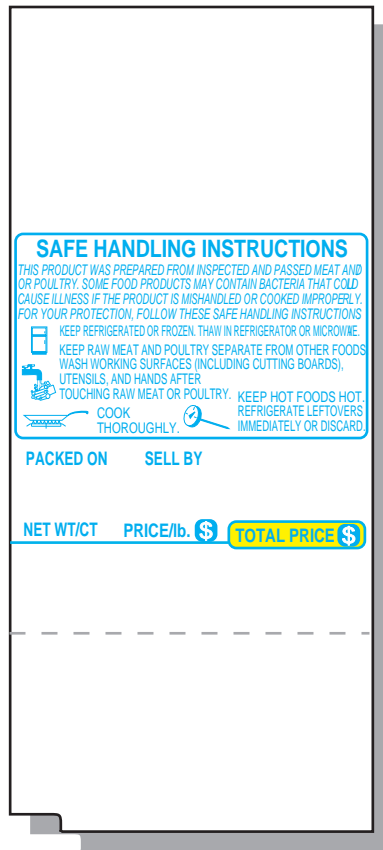 SAFE HANDLING INSTRUCTIONS
THIS PRODUCT WAS PREPARED FROM INSPECTED AND PASSED MEAT AND
OR POULTRY. SOME FOOD PRODUCTS MAY CONTAIN BACTERIA THAT COLD
CAUSE ILLNESS IF THE PRODUCT IS MISHANDLED OR COOKED IMPROPERLY.
FOR YOUR PROTECTION, FOLLOW THESE SAFE HANDLING INSTRUCTIONS
KEEP REFRIGERATED OR FROZEN. THAW IN REFRIGERATOR OR MICROWAVE.
KEEP RAW MEAT AND POULTRY SEPARATE FROM OTHER FOODS
WASH WORKING SURFACES (INCLUDING CUTTING BOARDS),
UTENSILS, AND HANDS AFTER
TOUCHING RAW MEAT OR POULTRY.
COOK
THOROUGHLY.
KEEP HOT FOODS HOT.
REFRIGERATE LEFTOVERS
IMMEDIATELY OR DISCARD.
PACKED ON SELL BY
NET WT/CT PRICE/lb. $ TOTAL PRICE $